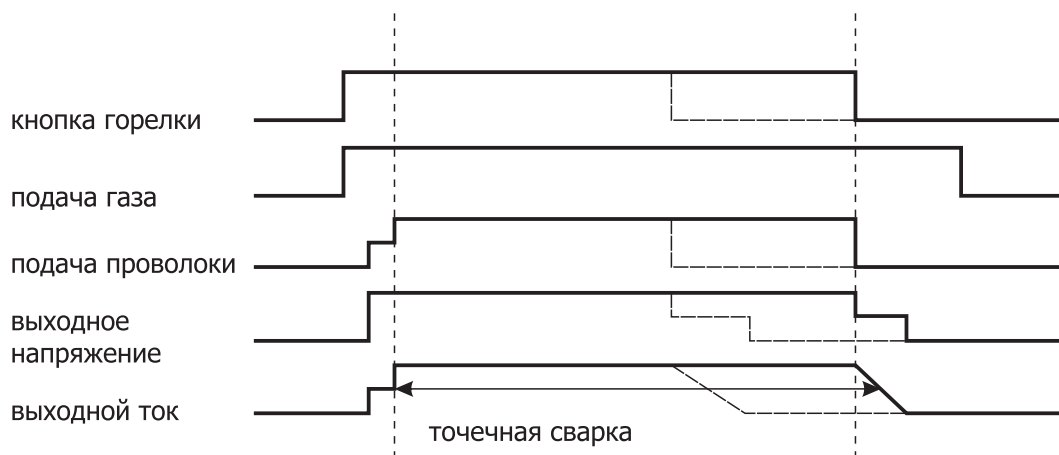 кнопка горелки
подача газа
подача проволоки
выходное
напряжение
выходной ток
точечная сварка